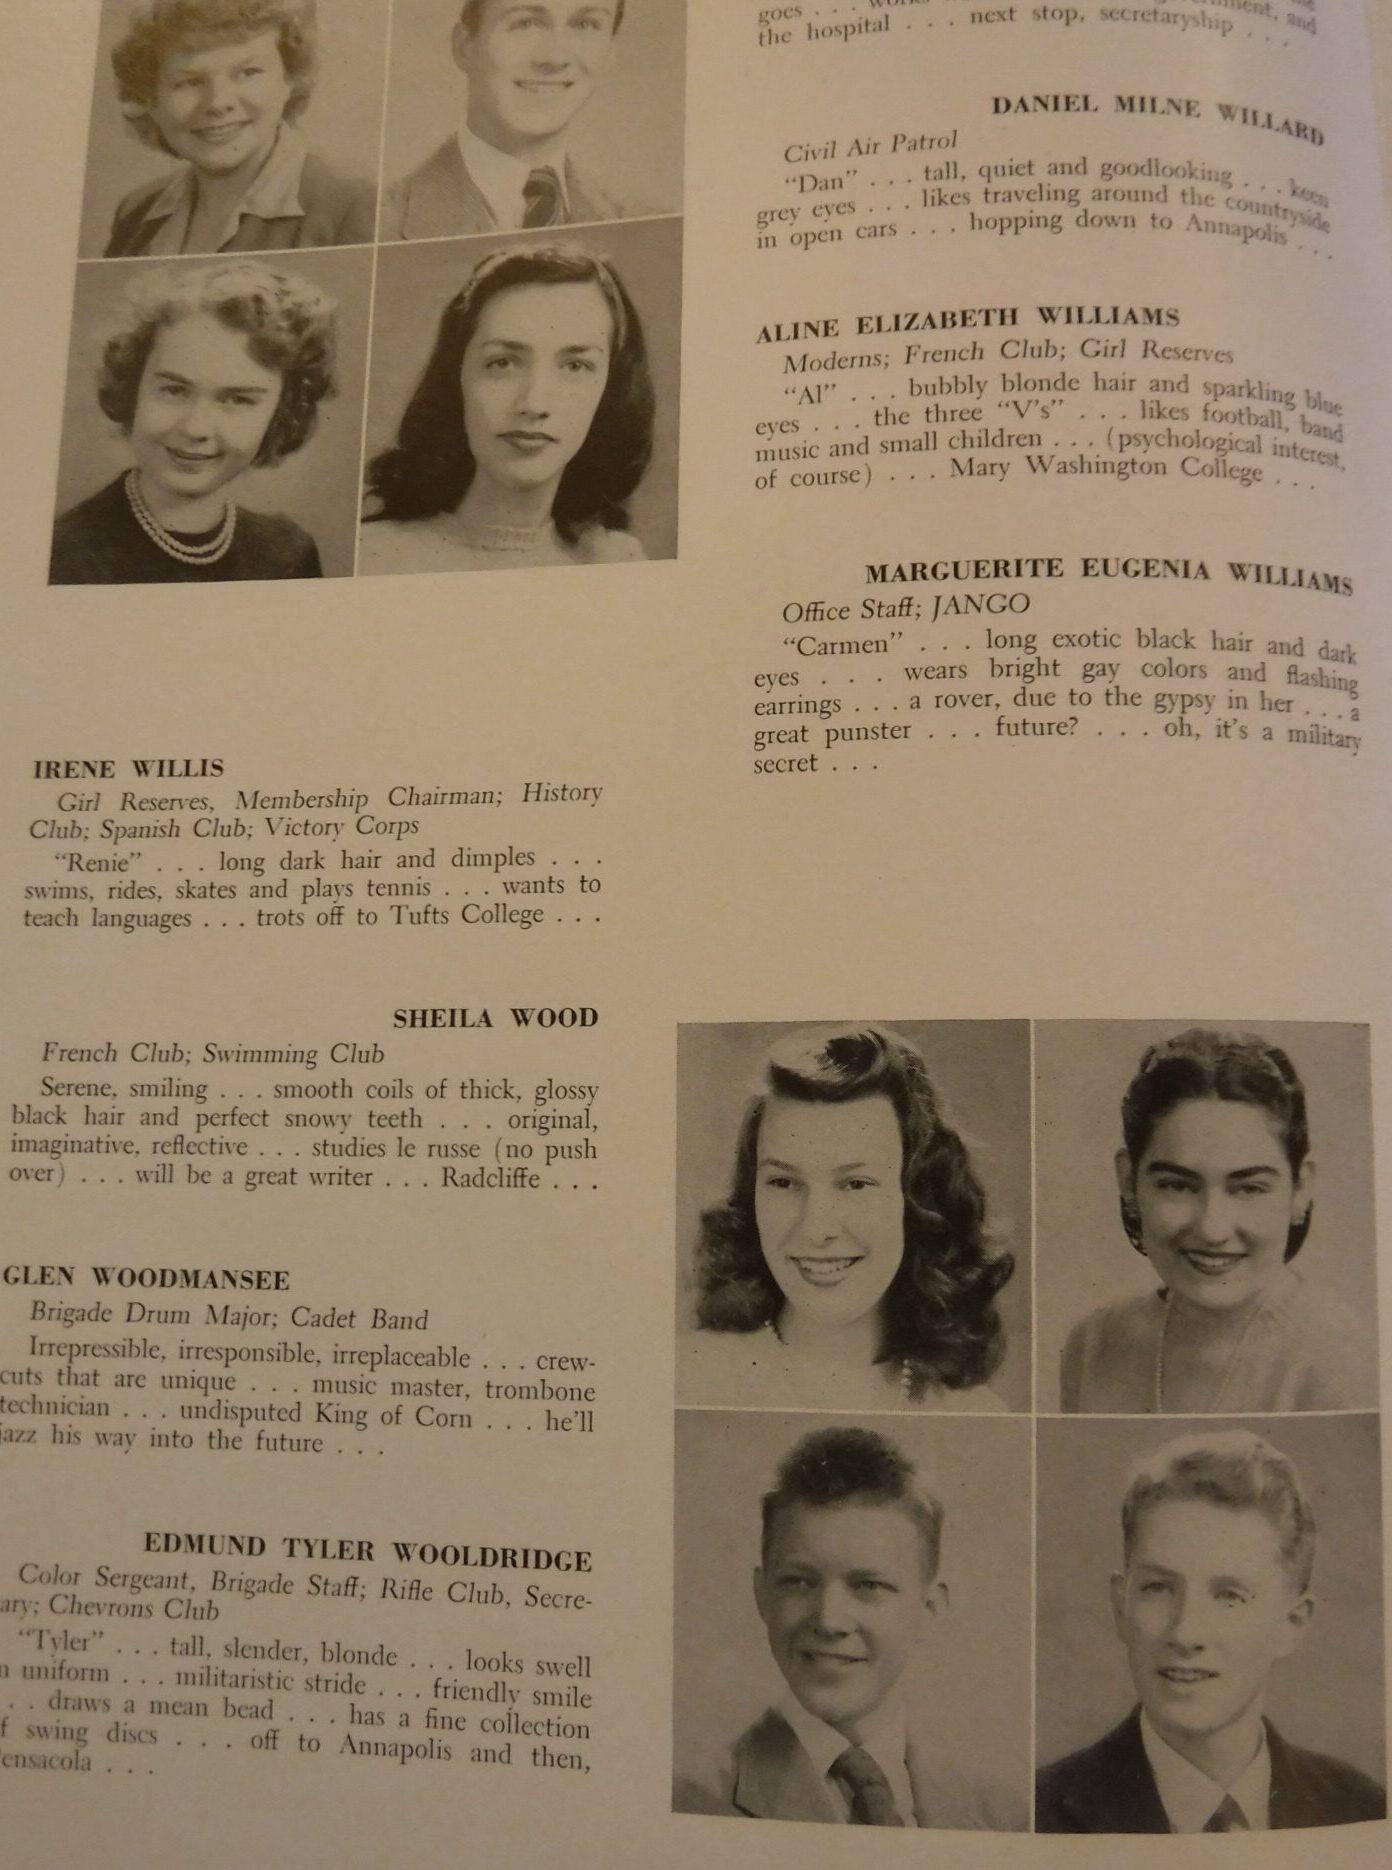 goes . . . works
the hospital . . . next stop, secretaryship . . .
DANIEL MILNE WILLARD
Civil Air Patrol
“Dan” . . . tall, quiet and goodlooking . . . keen
grey eyes . . . likes traveling around the countryside
in open cars . . . hopping down to Annapolis . . .
ALINE ELIZABETH WILLIAMS
Moderns; French Club; Girl Reserves
“Al” . . . bubbly blonde hair and sparkling blue
eyes . . . the three “V’s” . . . likes football, band
music and small children . . . (psychological interest,
of course) . . . Mary Washington College . . .
MARGUERITE EUGENIA WILLIAMS
Office Staff; JANGO
“Carmen” . . . long exotic black hair and dark
eyes . . . wears bright gay colors and flashing
earrings . . . a rover, due to the gypsy in her . . . a
great punster . . . future? . . . oh, it’s a military
secret . . .
IRENE WILLIS
Girl Reserves, Membership Chairman; History
Club; Spanish Club; Victory Corps
“Renie” . . . long dark hair and dimples . . .
swims, rides, skates and plays tennis . . . wants to
teach languages . . . trots off to Tufts College . . .
SHEILA WOOD
French Club; Swimming Club
Serene, smiling . . . smooth coils of thick, glossy
black hair and perfect snowy teeth . . . original,
imaginative, reflective . . . studies le russe (no push
over) . . . will be a great writer . . . Radcliffe . . .
GLEN WOODMANSEE
Brigade Drum Major; Cadet Band
Irrepressible, irresponsible, irreplaceable . . . crew-
cuts that are unique . . . music master, trombone
technician . . . undisputed King of Corn . . . he’ll
jazz his way into the future . . .
EDMUND TYLER WOOLDRIDGE
Color Sergeant, Brigade Staff; Rifle Club, Secre-
ary; Chevrons Club
“Tyler” . . . tall, slender, blonde . . . looks swell
n uniform . . . militaristic stride . . . friendly smile
. . draws a mean bead . . . has a fine collection
f swing discs . . . off to Annapolis and then,
ensacola . . .